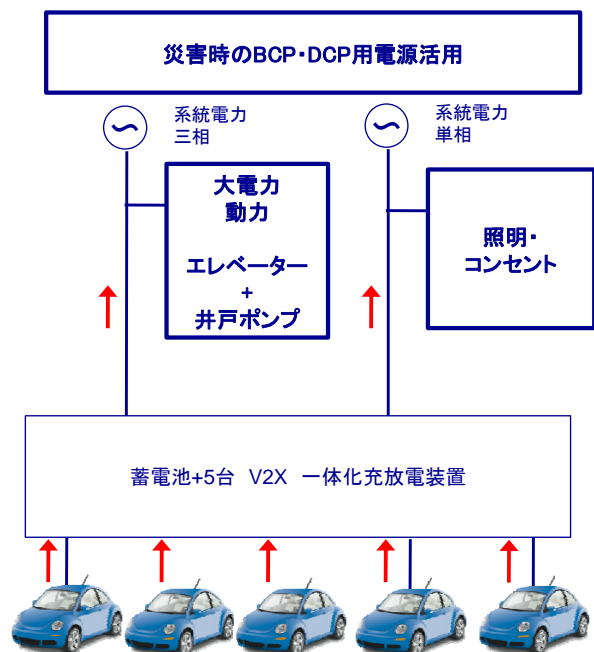 災害時のBCP・DCP用電源活用
系統電力
三相
系統電力
単相
大電力
動力
エレベーター
+
井戸ポンプ
照明・
コンセント
蓄電池+5台 V2X 一体化充放電装置